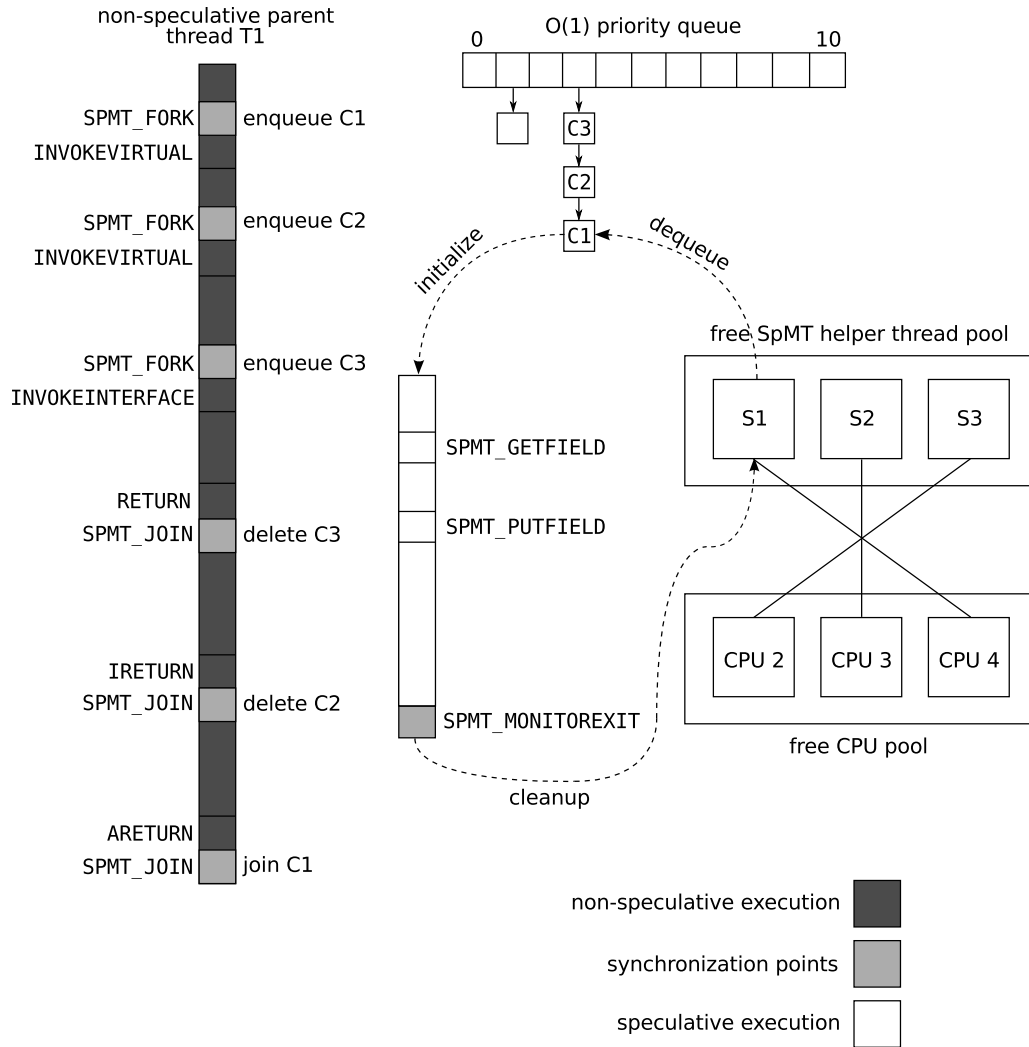 non-speculative parent
thread T1
SPMT_FORK enqueue C1
INVOKEVIRTUAL
SPMT_FORK enqueue C2
INVOKEVIRTUAL
SPMT_FORK enqueue C3
INVOKEINTERFACE
RETURN
SPMT_JOIN delete C3
IRETURN
SPMT_JOIN delete C2
ARETURN
SPMT_JOIN join C1
O(1) priority queue
0 10
C3
C2
C1
initialize
dequeue
SPMT_GETFIELD
SPMT_PUTFIELD
SPMT_MONITOREXIT
cleanup
free SpMT helper thread pool
S1 S2 S3
CPU 2 CPU 3 CPU 4
free CPU pool
non-speculative execution
synchronization points
speculative execution